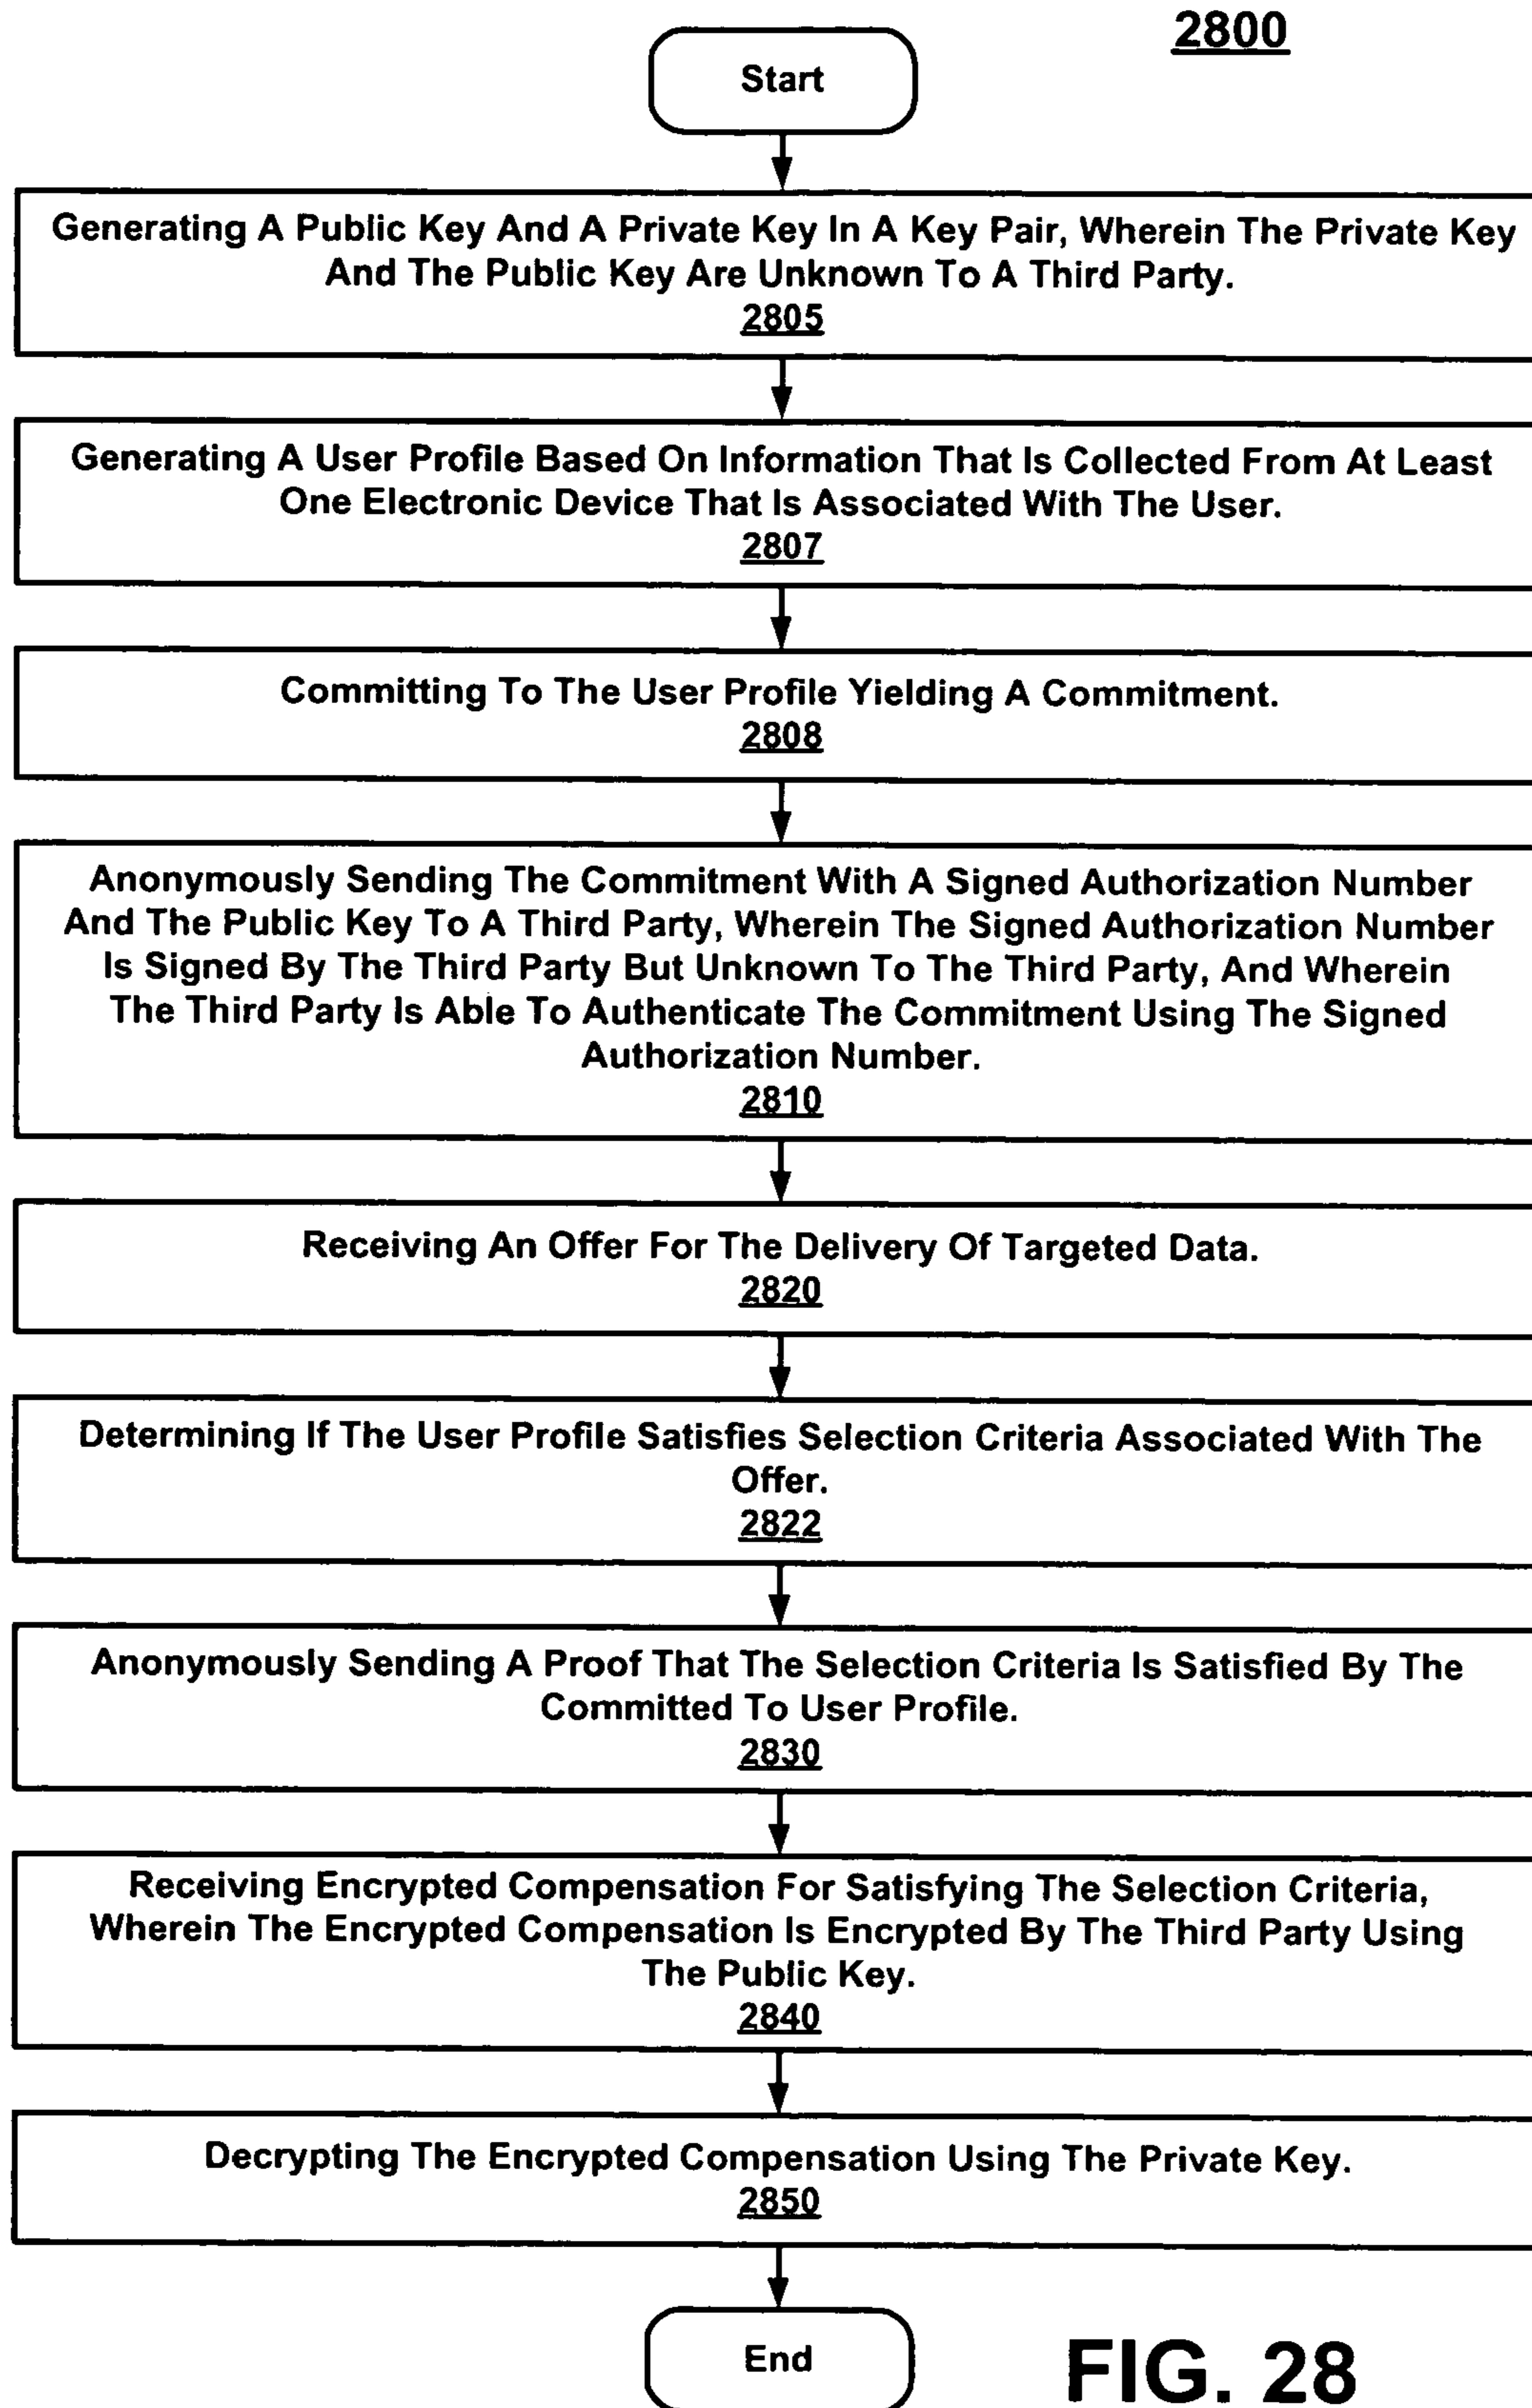 2800
Start
Generating A Public Key And A Private Key In A Key Pair, Wherein The Private Key
And The Public Key Are Unknown To A Third Party.
2805
Generating A User Profile Based On Information That Is Collected From At Least
One Electronic Device That Is Associated With The User.
2807
Committing To The User Profile Yielding A Commitment.
2808
Anonymously Sending The Commitment With A Signed Authorization Number
And The Public Key To A Third Party, Wherein The Signed Authorization Number
Is Signed By The Third Party But Unknown To The Third Party, And Wherein
The Third Party Is Able To Authenticate The Commitment Using The Signed
Authorization Number.
2810
Receiving An Offer For The Delivery Of Targeted Data.
2820
Determining If The User Profile Satisfies Selection Criteria Associated With The
Offer.
2822
Anonymously Sending A Proof That The Selection Criteria Is Satisfied By The
Committed To User Profile.
2830
Receiving Encrypted Compensation For Satisfying The Selection Criteria,
Wherein The Encrypted Compensation Is Encrypted By The Third Party Using
The Public Key.
2840
Decrypting The Encrypted Compensation Using The Private Key.
2850
End
FIG. 28